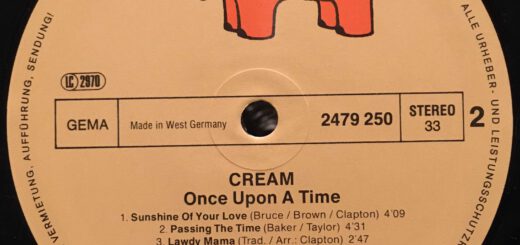 VERMIETUNG, AUFFÜHRUNG, SENDUNG!
ALLE URHEBER- UND LEISTUNGSSCHUTZ
LC 2970
GEMA
Made in West Germany
2479 250
STEREO
33
2
CREAM
Once Upon A Time
1. Sunshine Of Your Love (Bruce / Brown / Clapton) 4'09
2. Passing The Time (Baker / Taylor) 4'31
3. Lawdy Mama (Trad. / Arr.: Clapton) 2'47